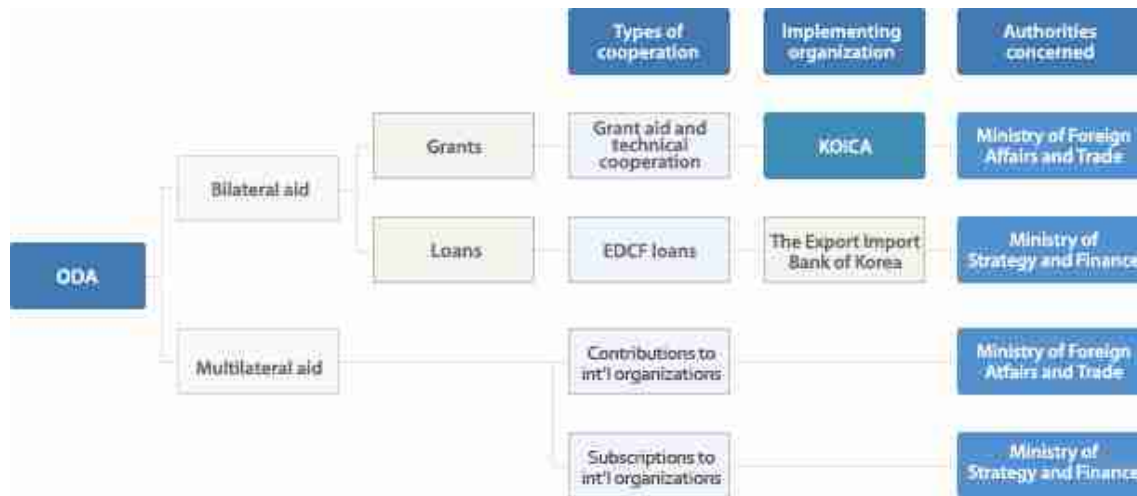 Types of
cooperation
Implementing
organization
Authorities
concerned
Grants
Grant aid and
technical
cooperation
KOICA
Ministry of Foreign
Affairs and Trade
Bilateral aid
Loans
EDCF loans
The Export Import
Bank of Korea
Ministry of
Strategy and Finance
ODA
Multilateral aid
Contributions to
int'l organizations
Ministry of Foreign
Affairs and Trade
Subscriptions to
int'l organizations
Ministry of
Strategy and Finance